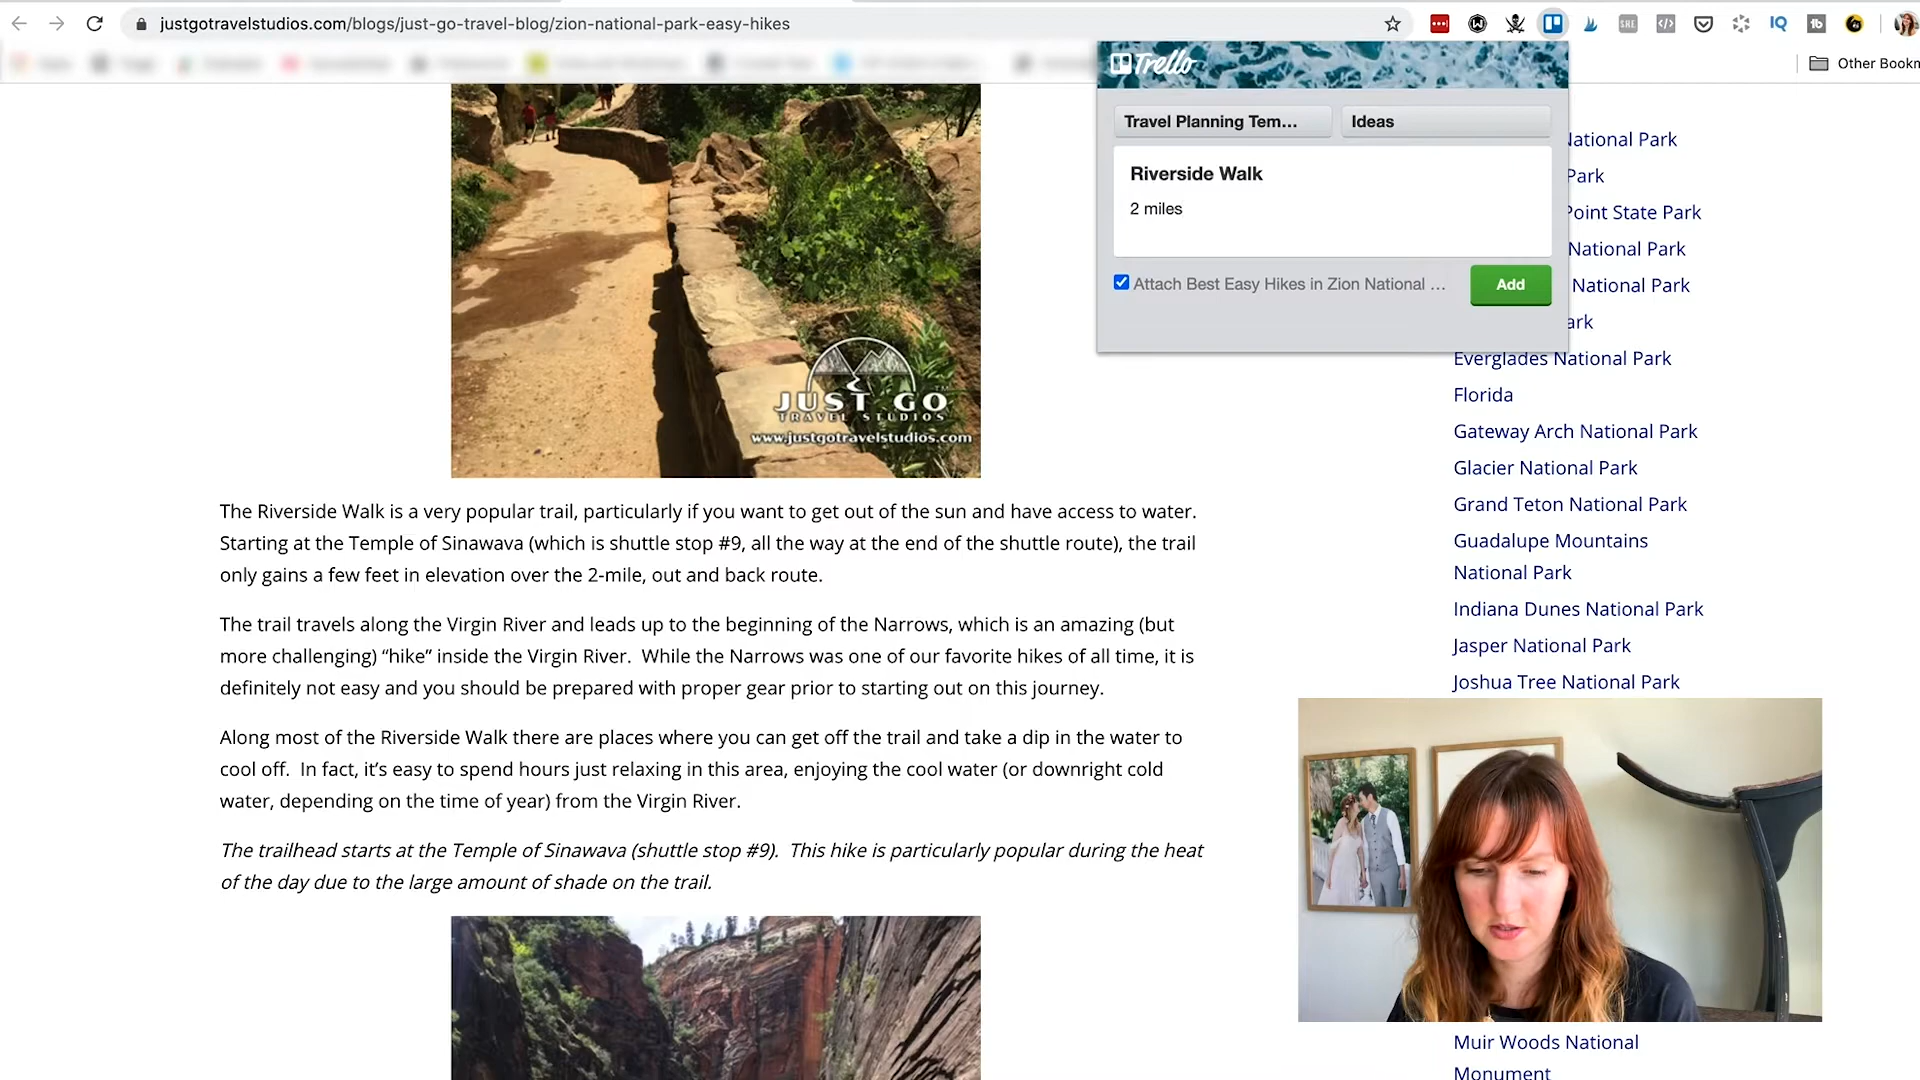 justgotravelstudios.com/blogs/just-go-travel-blog/zion-national-park-easy-hikes
IQ
Other Bookm
Trello
Travel Planning Tem...
Ideas
Riverside Walk
2 miles
Attach Best Easy Hikes in Zion National ...
Add
National Park
Park
Point State Park
National Park
National Park
ark
Everglades National Park
Florida
Gateway Arch National Park
Glacier National Park
Grand Teton National Park
Guadalupe Mountains
National Park
Indiana Dunes National Park
Jasper National Park
Joshua Tree National Park
Muir Woods National
Monument
JUST GO
TRAVEL STUDIOS
www.justgotravelstudios.com
The Riverside Walk is a very popular trail, particularly if you want to get out of the sun and have access to water.
Starting at the Temple of Sinawava (which is shuttle stop #9, all the way at the end of the shuttle route), the trail
only gains a few feet in elevation over the 2-mile, out and back route.
The trail travels along the Virgin River and leads up to the beginning of the Narrows, which is an amazing (but
more challenging) “hike” inside the Virgin River. While the Narrows was one of our favorite hikes of all time, it is
definitely not easy and you should be prepared with proper gear prior to starting out on this journey.
Along most of the Riverside Walk there are places where you can get off the trail and take a dip in the water to
cool off. In fact, it’s easy to spend hours just relaxing in this area, enjoying the cool water (or downright cold
water, depending on the time of year) from the Virgin River.
The trailhead starts at the Temple of Sinawava (shuttle stop #9). This hike is particularly popular during the heat
of the day due to the large amount of shade on the trail.